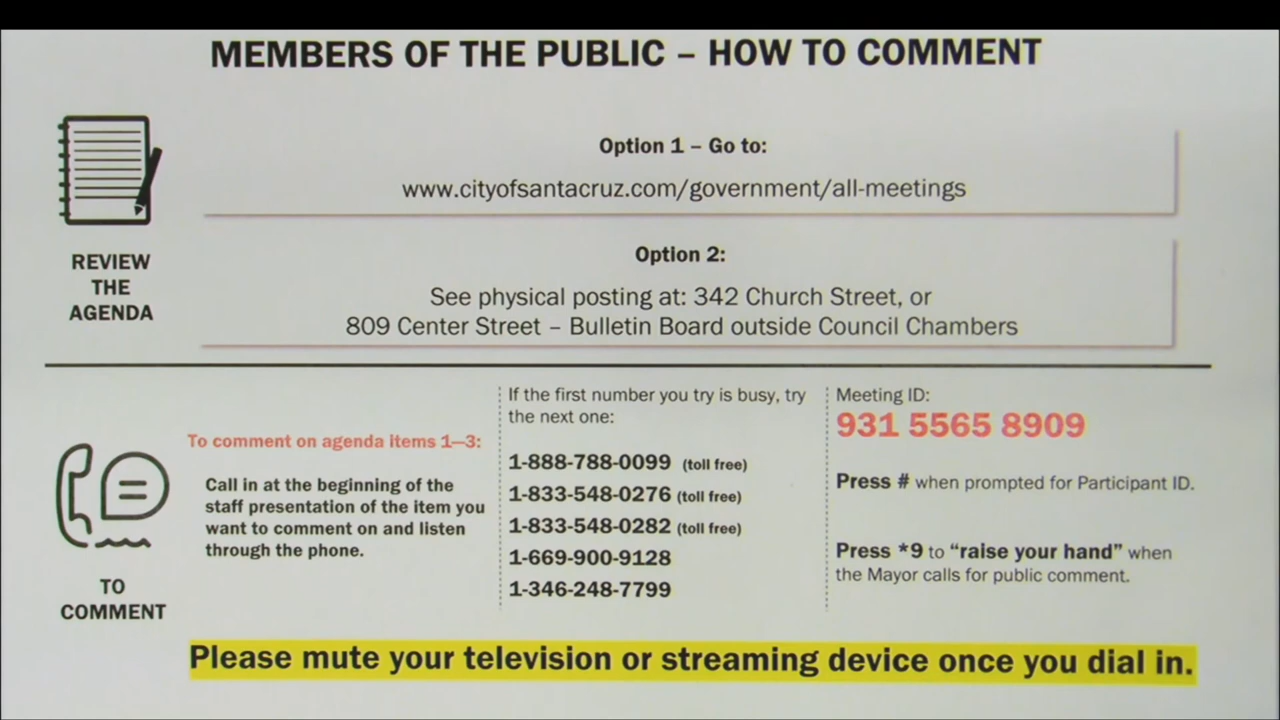 MEMBERS OF THE PUBLIC – HOW TO COMMENT
Option 1 – Go to:
www.cityofsantacruz.com/government/all-meetings
REVIEW
THE
AGENDA
Option 2:
See physical posting at: 342 Church Street, or
809 Center Street – Bulletin Board outside Council Chambers
TO
COMMENT
To comment on agenda items 1—3:
Call in at the beginning of the
staff presentation of the item you
want to comment on and listen
through the phone.
If the first number you try is busy, try
the next one:
1-888-788-0099 (toll free)
1-833-548-0276 (toll free)
1-833-548-0282 (toll free)
1-669-900-9128
1-346-248-7799
Meeting ID:
931 5565 8909
Press # when prompted for Participant ID.
Press *9 to “raise your hand” when
the Mayor calls for public comment.
Please mute your television or streaming device once you dial in.